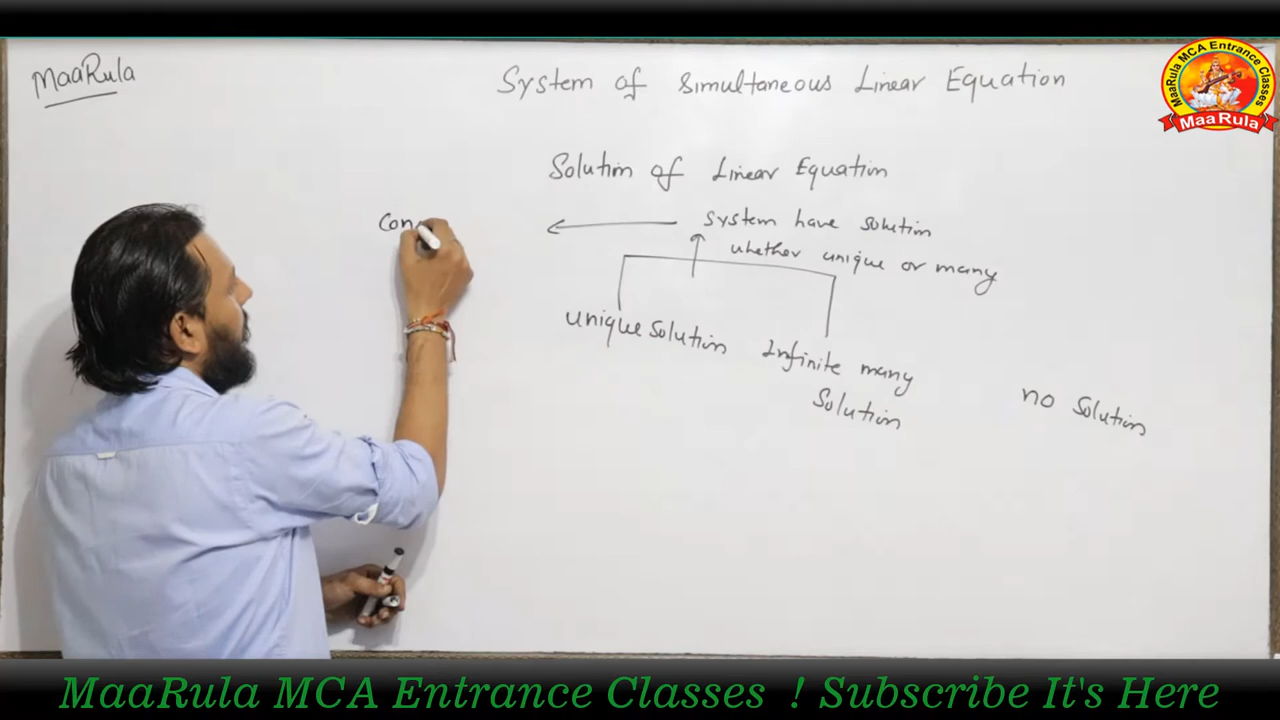 MaaRula
System of Simultaneous Linear Equation
MaaRula MCA Entrance Classes
MaaRula
Solution of Linear Equation
Con
System have solution
whether unique or many
unique solution
Infinite many
Solution
no Solution
MaaRula MCA Entrance Classes ! Subscribe It's Here